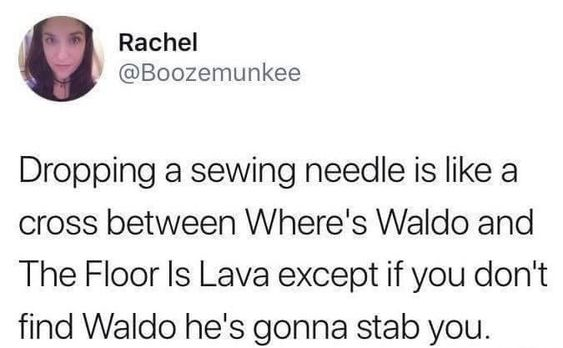 Rachel
@Boozemunkee
Dropping a sewing needle is like a
cross between Where's Waldo and
The Floor Is Lava except if you don't
find Waldo he's gonna stab you.